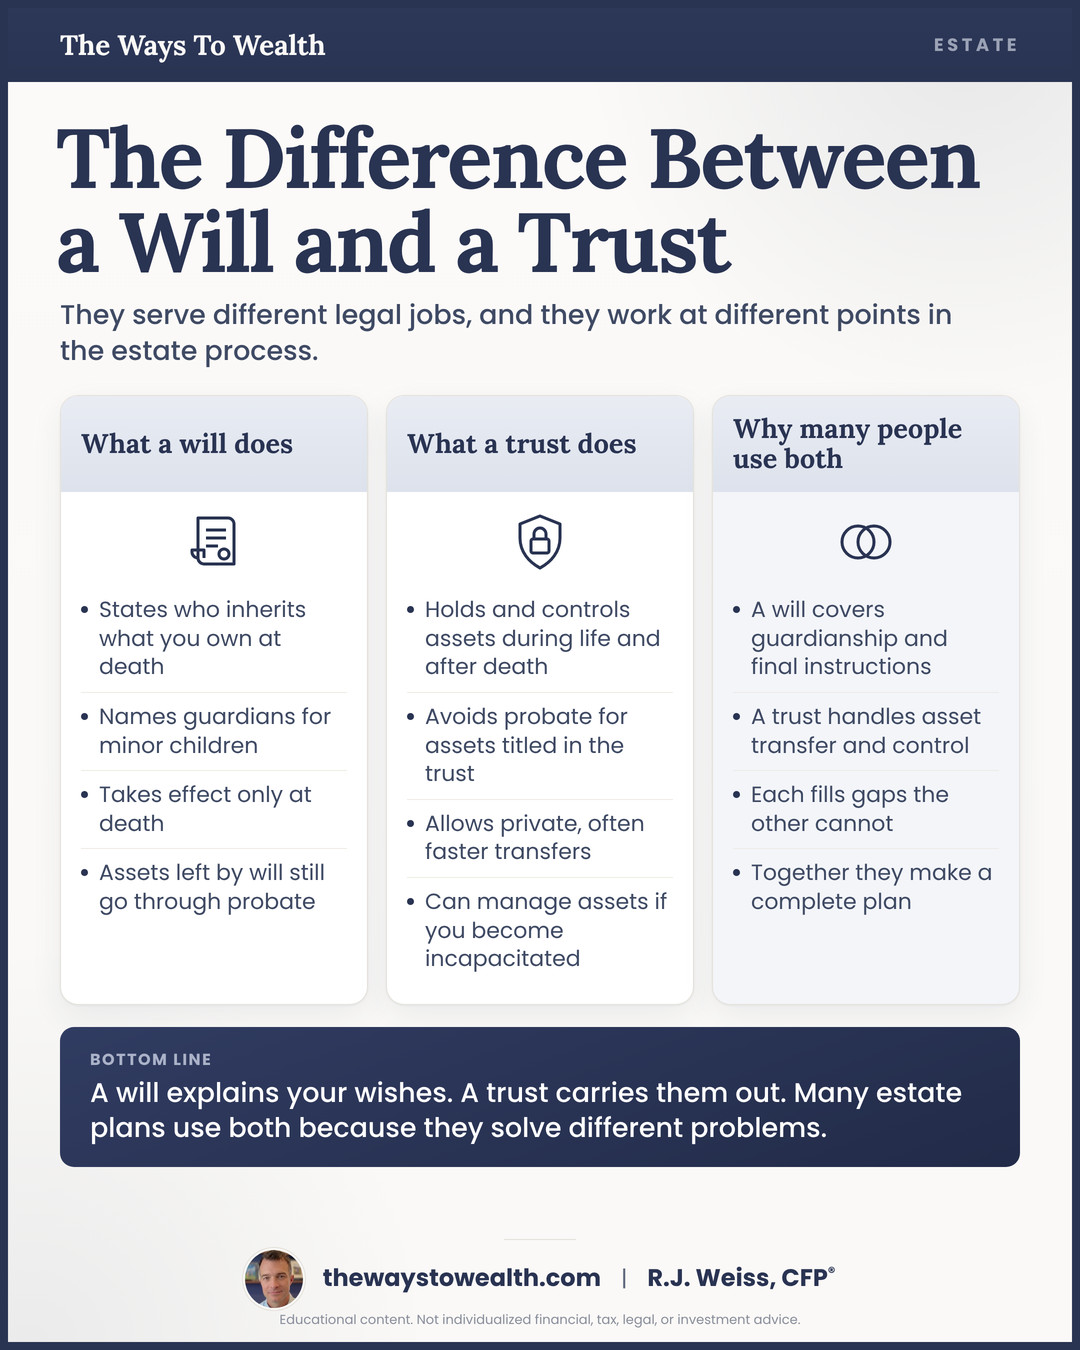 The Ways To Wealth
ESTATE
The Difference Between
a Will and a Trust
They serve different legal jobs, and they work at different points in
the estate process.
What a will does
• States who inherits
what you own at
death
• Names guardians for
minor children
• Takes effect only at
death
• Assets left by will still
go through probate
What a trust does
• Holds and controls
assets during life and
after death
• Avoids probate for
assets titled in the
trust
• Allows private, often
faster transfers
• Can manage assets if
you become
incapacitated
Why many people
use both
• A will covers
guardianship and
final instructions
• A trust handles asset
transfer and control
• Each fills gaps the
other cannot
• Together they make a
complete plan
BOTTOM LINE
A will explains your wishes. A trust carries them out. Many estate
plans use both because they solve different problems.
thewaystowealth.com | R.J. Weiss, CFP®
Educational content. Not individualized financial, tax, legal, or investment advice.